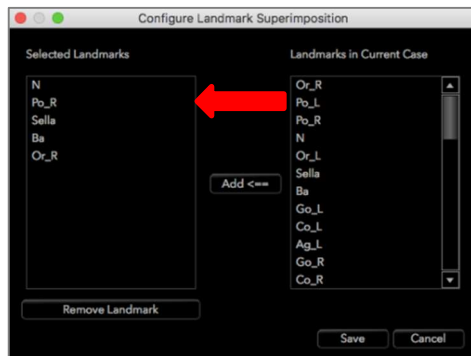 Configure Landmark Superimposition
Selected Landmarks
N
Po_R
Sella
Ba
Or_R
Remove Landmark
Add <==
Landmarks in Current Case
Or_R
Po_L
Po_R
N
Or_L
Sella
Ba
Go_L
Co_L
Ag_L
Go_R
Co_R
Save
Cancel